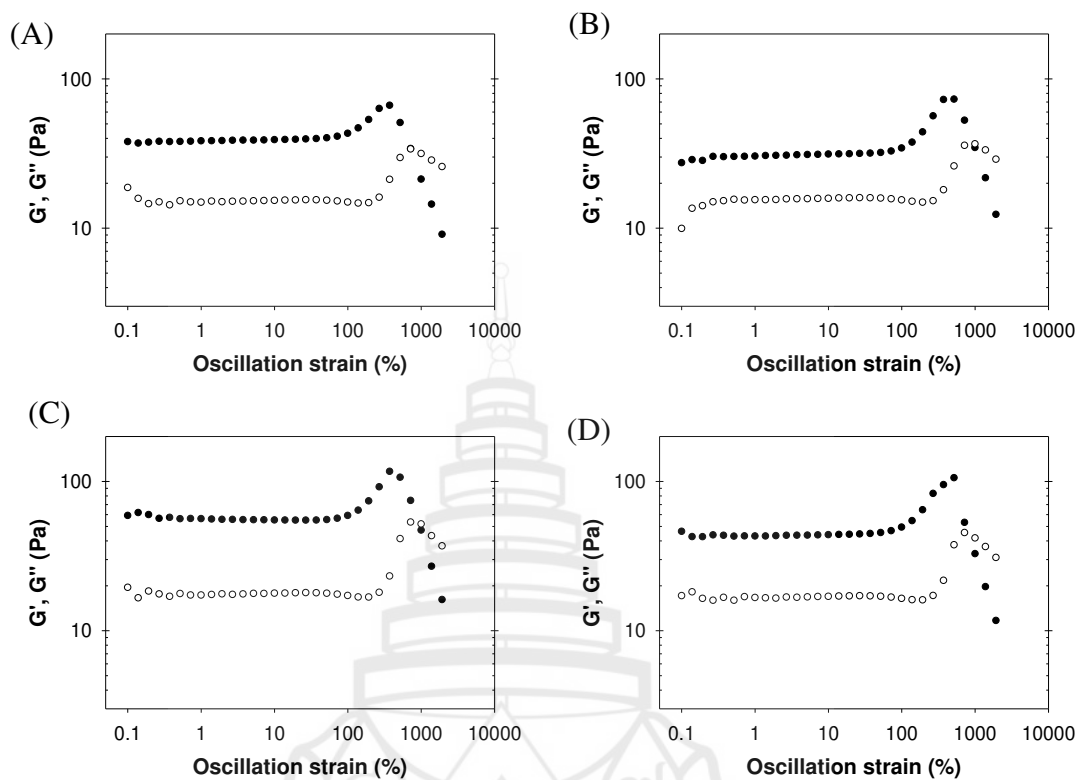 (A)
100
10
G', G" (Pa)
0.1 1 10 100 1000 10000
Oscillation strain (%)
(B)
100
10
G', G" (Pa)
0.1 1 10 100 1000 10000
Oscillation strain (%)
(C)
100
10
G', G" (Pa)
0.1 1 10 100 1000 10000
Oscillation strain (%)
(D)
100
10
G', G" (Pa)
0.1 1 10 100 1000 10000
Oscillation strain (%)